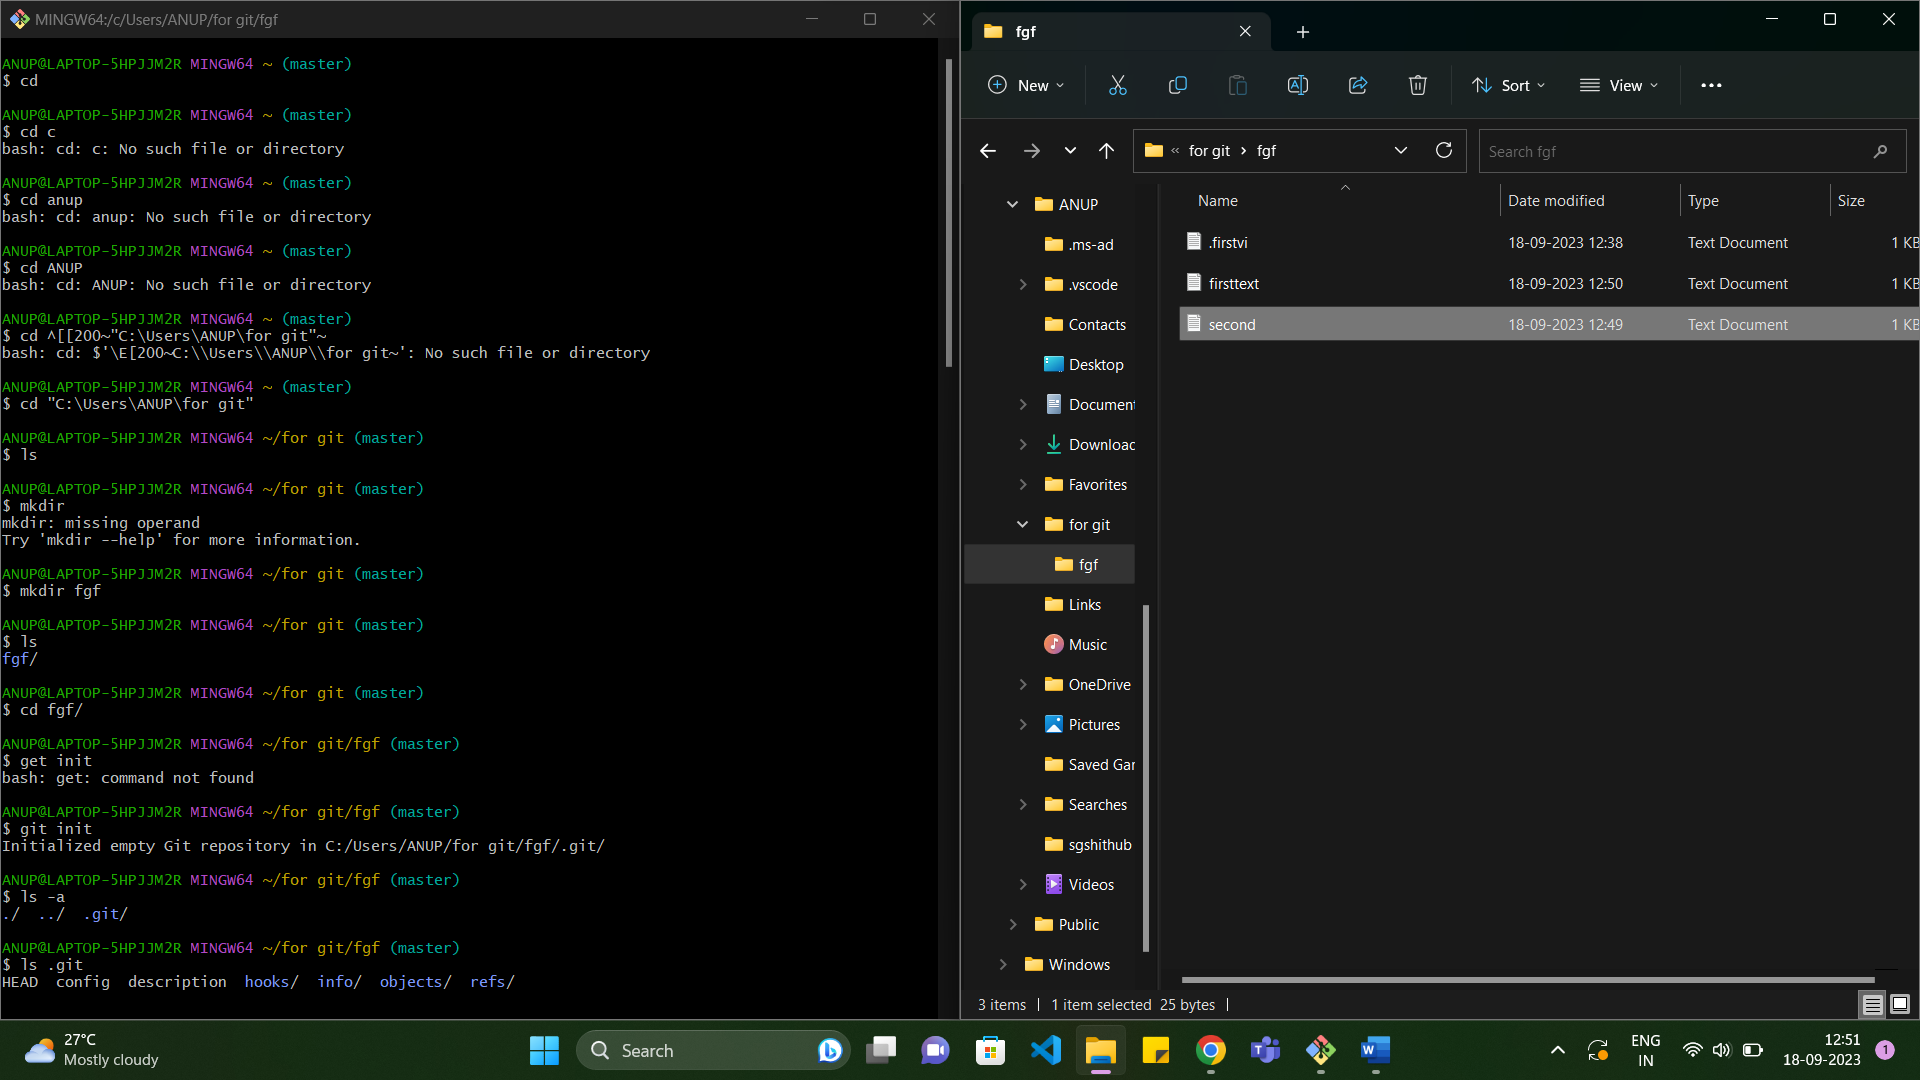 MINGW64:/c/Users/ANUP/for git/fgf
ANUP@LAPTOP-5HPJJM2R MINGW64 ~ (master)
$ cd
ANUP@LAPTOP-5HPJJM2R MINGW64 ~ (master)
$ cd c
bash: cd: c: No such file or directory
ANUP@LAPTOP-5HPJJM2R MINGW64 ~ (master)
$ cd anup
bash: cd: anup: No such file or directory
ANUP@LAPTOP-5HPJJM2R MINGW64 ~ (master)
$ cd ANUP
bash: cd: ANUP: No such file or directory
ANUP@LAPTOP-5HPJJM2R MINGW64 ~ (master)
$ cd ^[[200~"C:\Users\ANUP\for git"~
bash: cd: $'\E[200~C:\\Users\\ANUP\\for git~': No such file or directory
ANUP@LAPTOP-5HPJJM2R MINGW64 ~ (master)
$ cd "C:\Users\ANUP\for git"
ANUP@LAPTOP-5HPJJM2R MINGW64 ~/for git (master)
$ ls
ANUP@LAPTOP-5HPJJM2R MINGW64 ~/for git (master)
$ mkdir
mkdir: missing operand
Try 'mkdir --help' for more information.
ANUP@LAPTOP-5HPJJM2R MINGW64 ~/for git (master)
$ mkdir fgf
ANUP@LAPTOP-5HPJJM2R MINGW64 ~/for git (master)
$ ls
fgf/
ANUP@LAPTOP-5HPJJM2R MINGW64 ~/for git (master)
$ cd fgf/
ANUP@LAPTOP-5HPJJM2R MINGW64 ~/for git/fgf (master)
$ get init
bash: get: command not found
ANUP@LAPTOP-5HPJJM2R MINGW64 ~/for git/fgf (master)
$ git init
Initialized empty Git repository in C:/Users/ANUP/for git/fgf/.git/
ANUP@LAPTOP-5HPJJM2R MINGW64 ~/for git/fgf (master)
$ ls -a
./ ../ .git/
ANUP@LAPTOP-5HPJJM2R MINGW64 ~/for git/fgf (master)
$ ls .git
HEAD config description hooks/ info/ objects/ refs/
fgf
New Sort View
« for git › fgf
Search fgf
ANUP
.ms-ad
.vscode
Contacts
Desktop
Document
Download
Favorites
for git
fgf
Links
Music
OneDrive
Pictures
Saved Gar
Searches
sgshithub
Videos
Public
Windows
Name Date modified Type Size
.firstvi 18-09-2023 12:38 Text Document 1 KB
firsttext 18-09-2023 12:50 Text Document 1 KB
second 18-09-2023 12:49 Text Document 1 KB
3 items 1 item selected 25 bytes
27°C
Mostly cloudy
Search
ENG
IN
12:51
18-09-2023
1